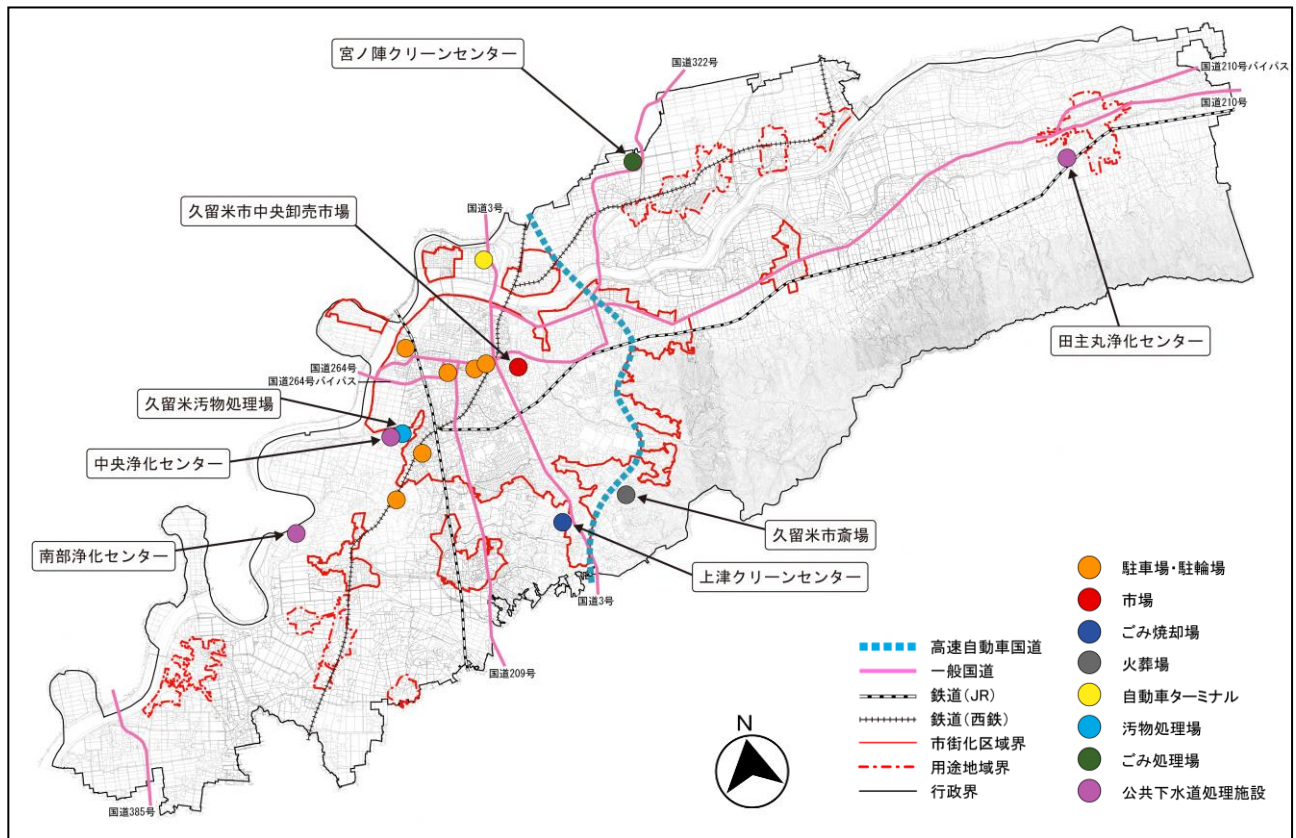 宮ノ陣クリーンセンター
国道322号
国道210号バイパス
国道210号
久留米市中央卸売市場
国道3号
田主丸浄化センター
国道264号
国道264号バイパス
久留米汚物処理場
中央浄化センター
南部浄化センター
久留米市斎場
上津クリーンセンター
国道3号
国道209号
国道385号
N
高速自動車国道
一般国道
鉄道(JR)
鉄道(西鉄)
市街化区域界
用途地域界
行政界
駐車場・駐輪場
市場
ごみ焼却場
火葬場
自動車ターミナル
汚物処理場
ごみ処理場
公共下水道処理施設